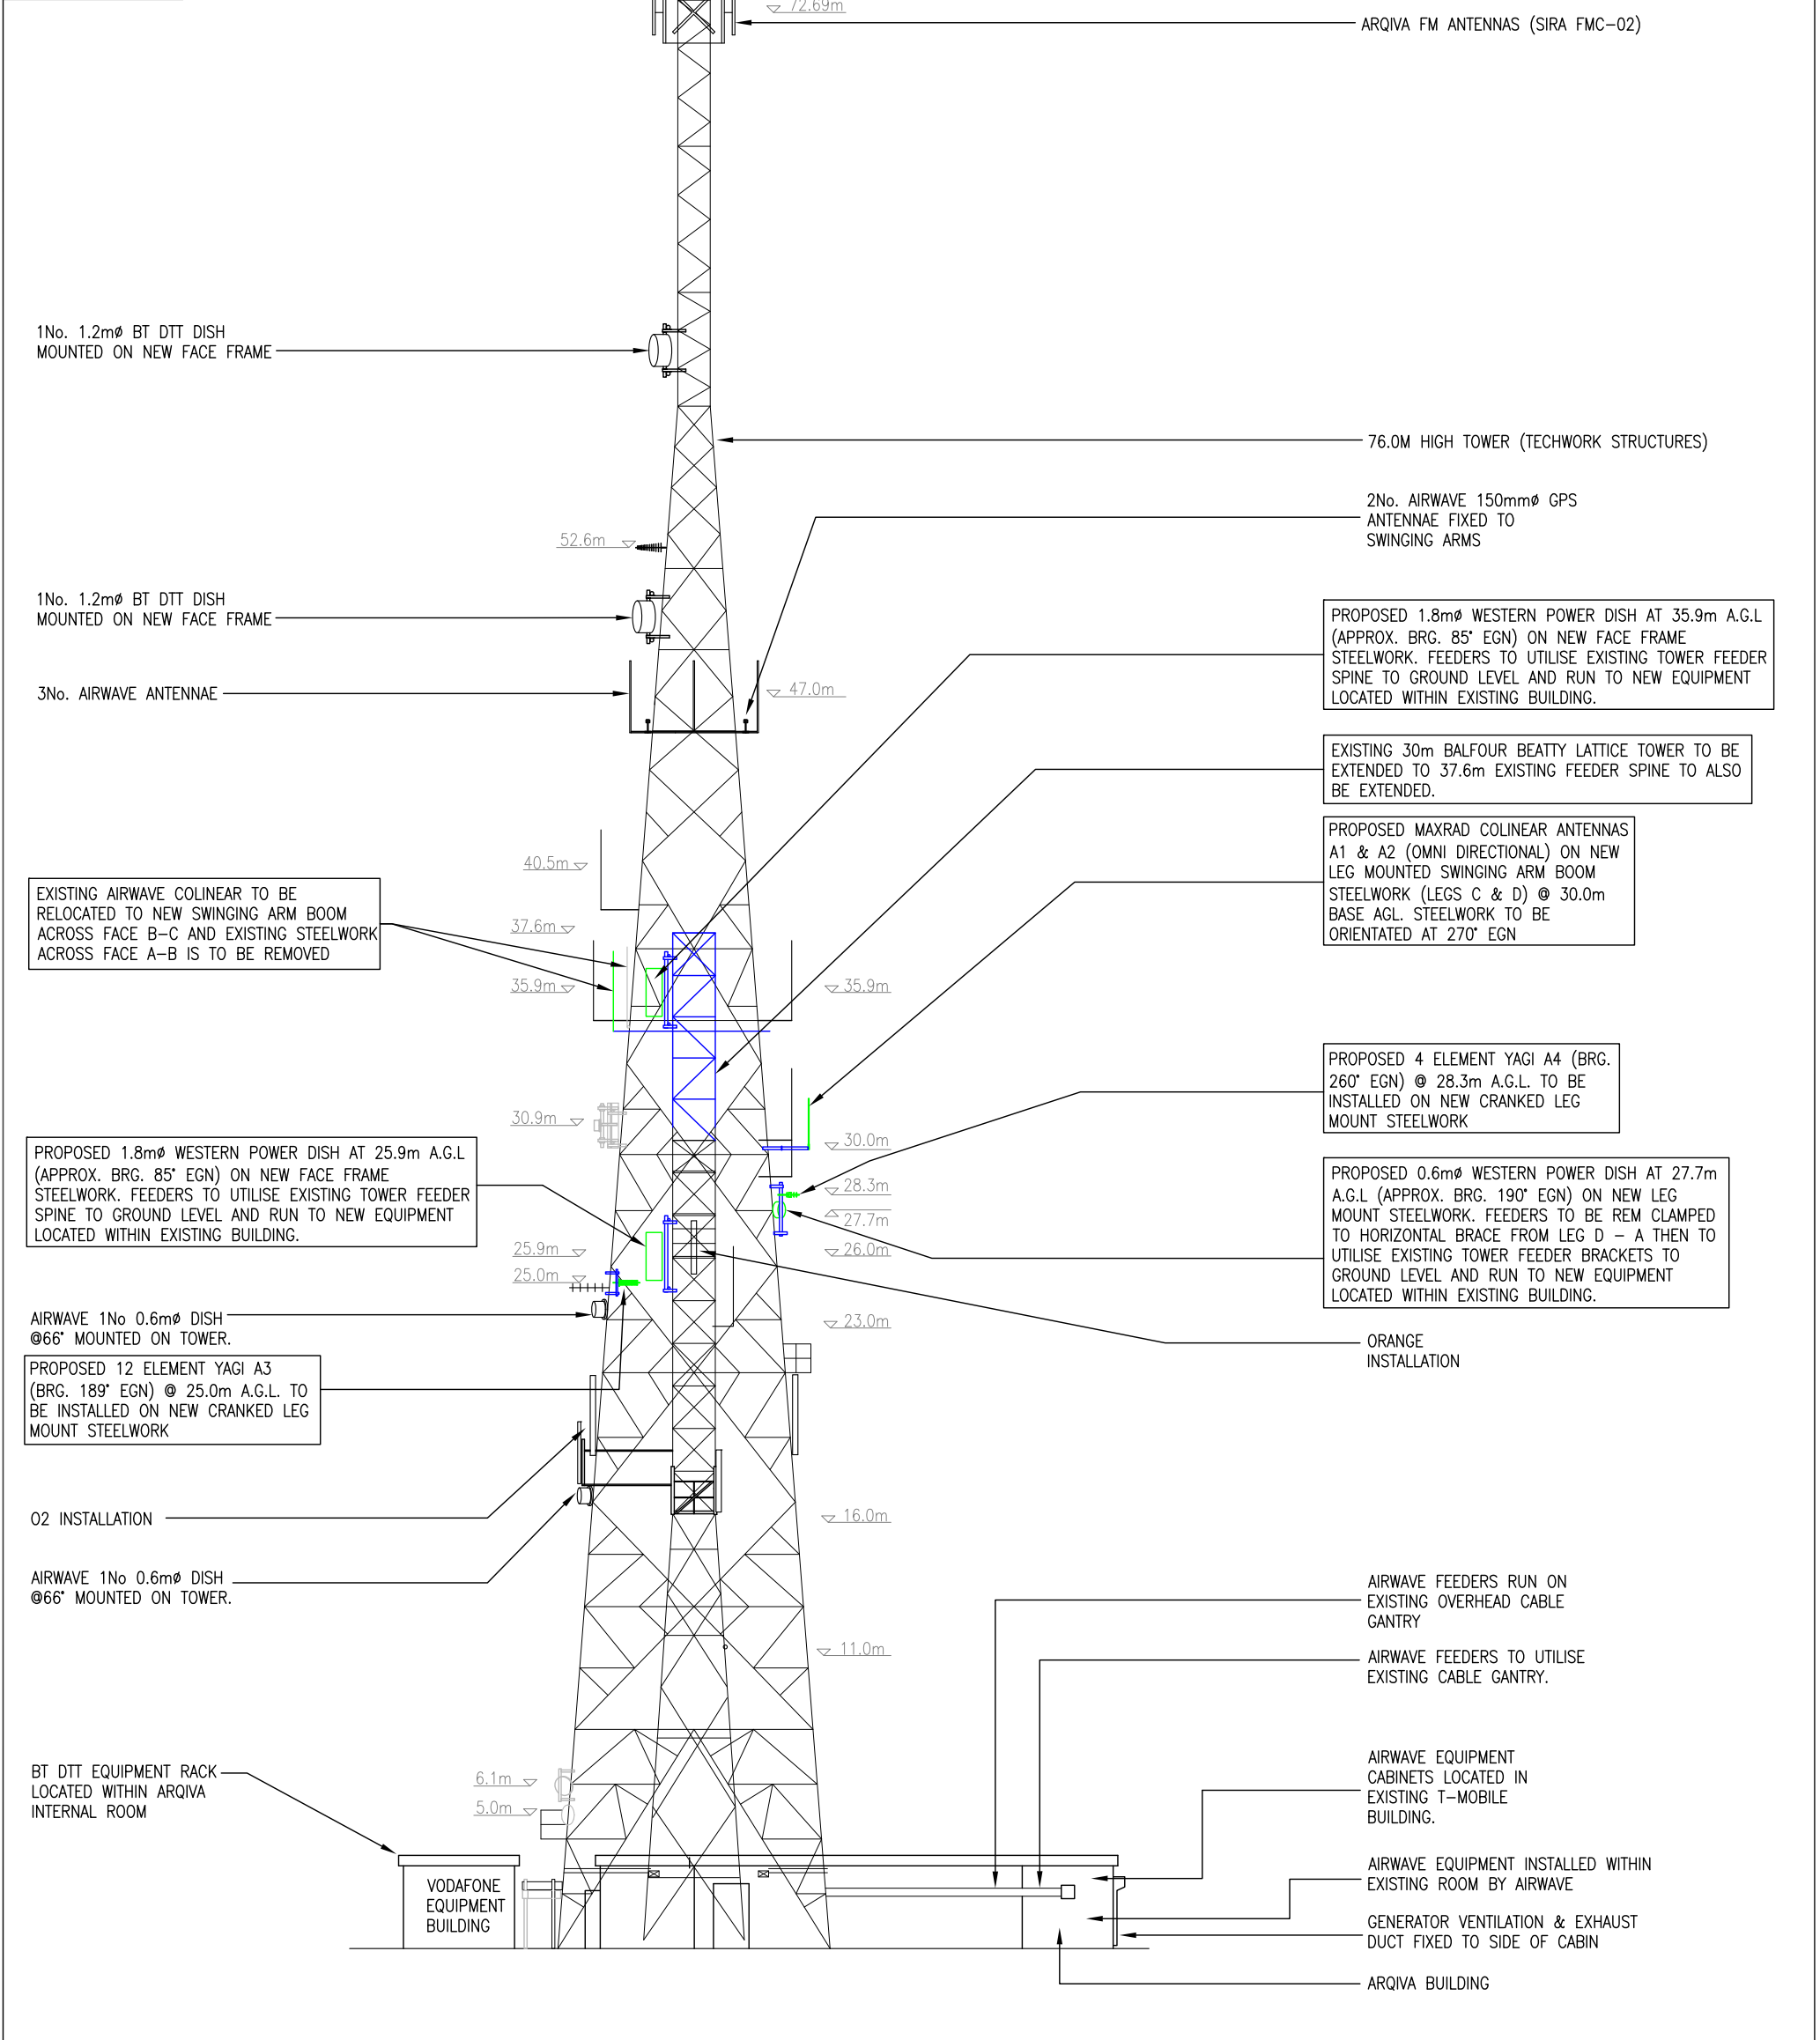 72.69m
ARQIVA FM ANTENNAS (SIRA FMC-02)
1No. 1.2mø BT DTT DISH
MOUNTED ON NEW FACE FRAME
76.0M HIGH TOWER (TECHWORK STRUCTURES)
2No. AIRWAVE 150mmø GPS
ANTENNAE FIXED TO
SWINGING ARMS
52.6m
1No. 1.2mø BT DTT DISH
MOUNTED ON NEW FACE FRAME
PROPOSED 1.8mø WESTERN POWER DISH AT 35.9m A.G.L
(APPROX. BRG. 85° EGN) ON NEW FACE FRAME
STEELWORK. FEEDERS TO UTILISE EXISTING TOWER FEEDER
SPINE TO GROUND LEVEL AND RUN TO NEW EQUIPMENT
LOCATED WITHIN EXISTING BUILDING.
3No. AIRWAVE ANTENNAE
47.0m
EXISTING 30m BALFOUR BEATTY LATTICE TOWER TO BE
EXTENDED TO 37.6m EXISTING FEEDER SPINE TO ALSO
BE EXTENDED.
PROPOSED MAXRAD COLINEAR ANTENNAS
A1 & A2 (OMNI DIRECTIONAL) ON NEW
LEG MOUNTED SWINGING ARM BOOM
STEELWORK (LEGS C & D) @ 30.0m
BASE AGL. STEELWORK TO BE
ORIENTATED AT 270° EGN
40.5m
EXISTING AIRWAVE COLINEAR TO BE
RELOCATED TO NEW SWINGING ARM BOOM
ACROSS FACE B-C AND EXISTING STEELWORK
ACROSS FACE A-B IS TO BE REMOVED
37.6m
35.9m
35.9m
PROPOSED 4 ELEMENT YAGI A4 (BRG.
260° EGN) @ 28.3m A.G.L. TO BE
INSTALLED ON NEW CRANKED LEG
MOUNT STEELWORK
30.9m
30.0m
PROPOSED 1.8mø WESTERN POWER DISH AT 25.9m A.G.L
(APPROX. BRG. 85° EGN) ON NEW FACE FRAME
STEELWORK. FEEDERS TO UTILISE EXISTING TOWER FEEDER
SPINE TO GROUND LEVEL AND RUN TO NEW EQUIPMENT
LOCATED WITHIN EXISTING BUILDING.
28.3m
27.7m
26.0m
PROPOSED 0.6mø WESTERN POWER DISH AT 27.7m
A.G.L (APPROX. BRG. 190° EGN) ON NEW LEG
MOUNT STEELWORK. FEEDERS TO BE REM CLAMPED
TO HORIZONTAL BRACE FROM LEG D - A THEN TO
UTILISE EXISTING TOWER FEEDER BRACKETS TO
GROUND LEVEL AND RUN TO NEW EQUIPMENT
LOCATED WITHIN EXISTING BUILDING.
25.9m
25.0m
AIRWAVE 1No 0.6mø DISH
@66° MOUNTED ON TOWER.
23.0m
ORANGE
INSTALLATION
PROPOSED 12 ELEMENT YAGI A3
(BRG. 189° EGN) @ 25.0m A.G.L. TO
BE INSTALLED ON NEW CRANKED LEG
MOUNT STEELWORK
O2 INSTALLATION
16.0m
AIRWAVE 1No 0.6mø DISH
@66° MOUNTED ON TOWER.
AIRWAVE FEEDERS RUN ON
EXISTING OVERHEAD CABLE
GANTRY
11.0m
AIRWAVE FEEDERS TO UTILISE
EXISTING CABLE GANTRY.
BT DTT EQUIPMENT RACK
LOCATED WITHIN ARQIVA
INTERNAL ROOM
6.1m
5.0m
AIRWAVE EQUIPMENT
CABINETS LOCATED IN
EXISTING T-MOBILE
BUILDING.
VODAFONE
EQUIPMENT
BUILDING
AIRWAVE EQUIPMENT INSTALLED WITHIN
EXISTING ROOM BY AIRWAVE
GENERATOR VENTILATION & EXHAUST
DUCT FIXED TO SIDE OF CABIN
ARQIVA BUILDING